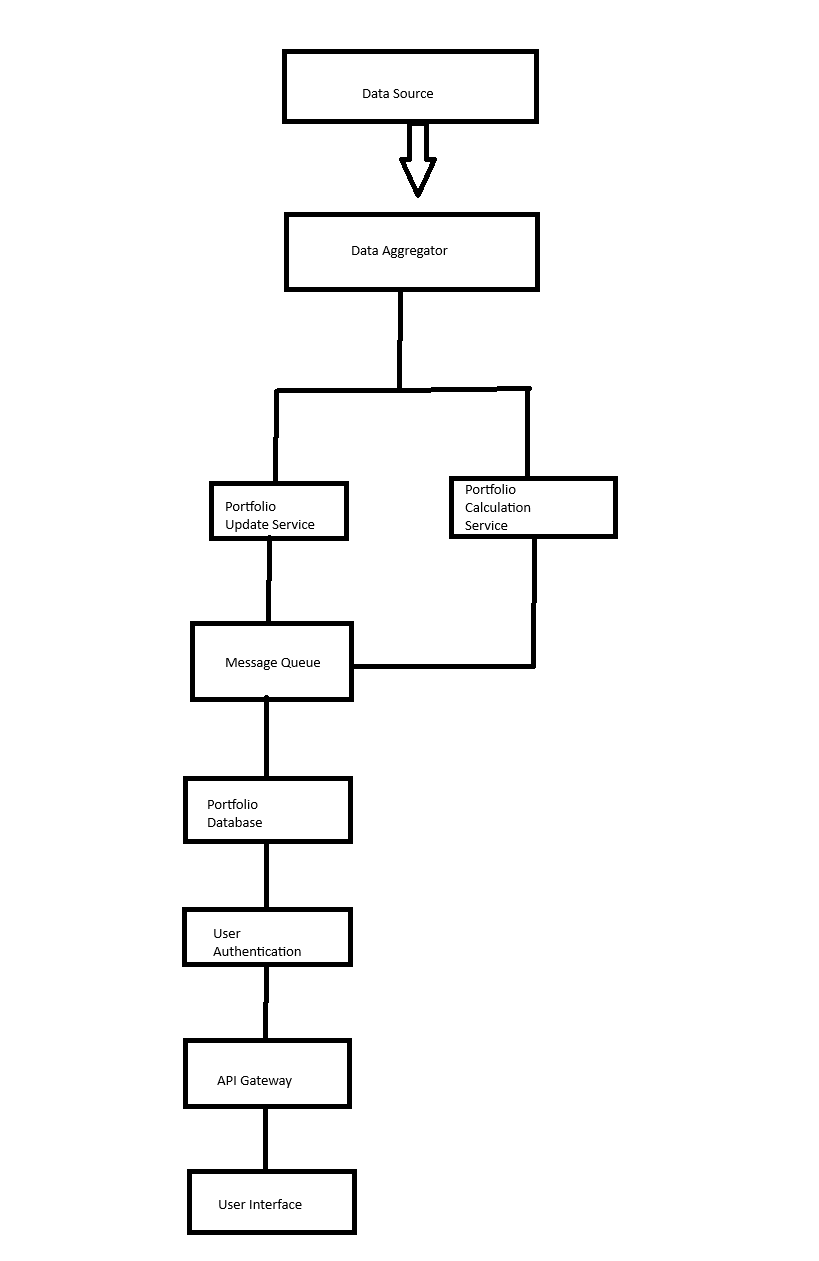 Data Source
Data Aggregator
Portfolio
Update Service
Portfolio
Calculation
Service
Message Queue
Portfolio
Database
User
Authentication
API Gateway
User Interface